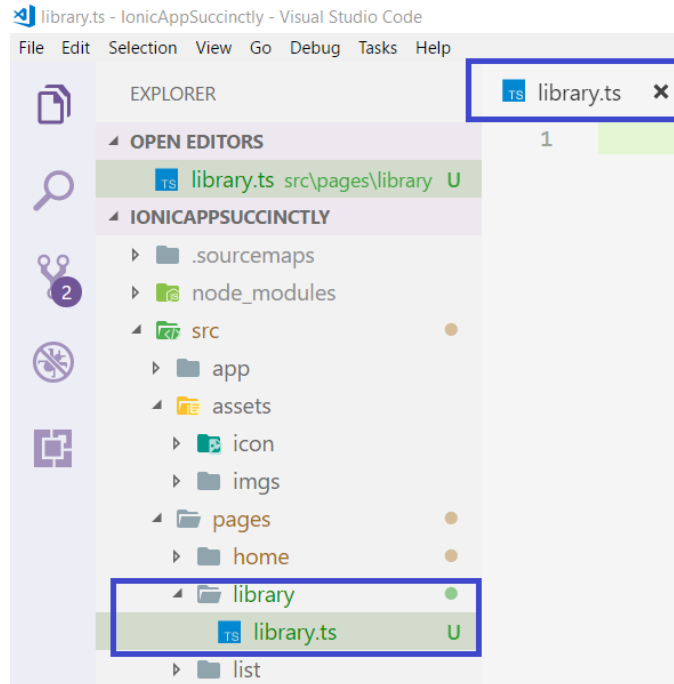 library.ts - IonicAppSuccinctly - Visual Studio Code
File Edit Selection View Go Debug Tasks Help
EXPLORER
OPEN EDITORS
TS library.ts src\pages\library U
IONICAPPSUCCINCTLY
.sourcemaps
node_modules
src
app
assets
icon
imgs
pages
home
library
TS library.ts U
list
2
TS library.ts
1